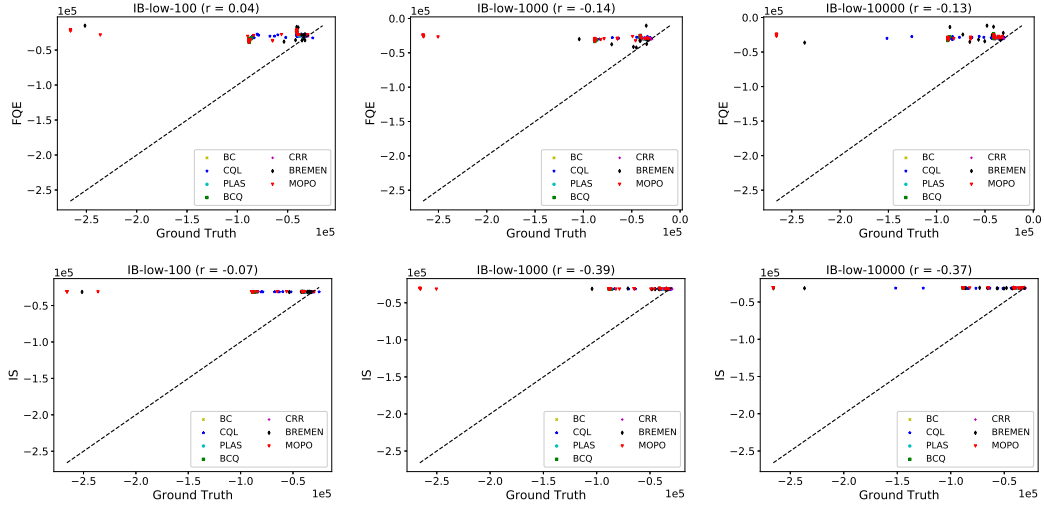 IB-low-100 (r = 0.04)
1e5
FQE
−0.5
−1.0
−1.5
−2.0
−2.5
−2.5 −2.0 −1.5 −1.0 −0.5
Ground Truth
1e5
BC
CQL
PLAS
BCQ
CRR
BREMEN
MOPO
IB-low-1000 (r = -0.14)
1e5
FQE
0.0
−0.5
−1.0
−1.5
−2.0
−2.5
−2.5 −2.0 −1.5 −1.0 −0.5 0.0
Ground Truth
1e5
BC
CQL
PLAS
BCQ
CRR
BREMEN
MOPO
IB-low-10000 (r = -0.13)
1e5
FQE
0.0
−0.5
−1.0
−1.5
−2.0
−2.5
−2.5 −2.0 −1.5 −1.0 −0.5 0.0
Ground Truth
1e5
BC
CQL
PLAS
BCQ
CRR
BREMEN
MOPO
IB-low-100 (r = -0.07)
1e5
IS
−0.5
−1.0
−1.5
−2.0
−2.5
−2.5 −2.0 −1.5 −1.0 −0.5
Ground Truth
1e5
BC
CQL
PLAS
BCQ
CRR
BREMEN
MOPO
IB-low-1000 (r = -0.39)
1e5
IS
−0.5
−1.0
−1.5
−2.0
−2.5
−2.5 −2.0 −1.5 −1.0 −0.5
Ground Truth
1e5
BC
CQL
PLAS
BCQ
CRR
BREMEN
MOPO
IB-low-10000 (r = -0.37)
1e5
IS
−0.5
−1.0
−1.5
−2.0
−2.5
−2.5 −2.0 −1.5 −1.0 −0.5
Ground Truth
1e5
BC
CQL
PLAS
BCQ
CRR
BREMEN
MOPO